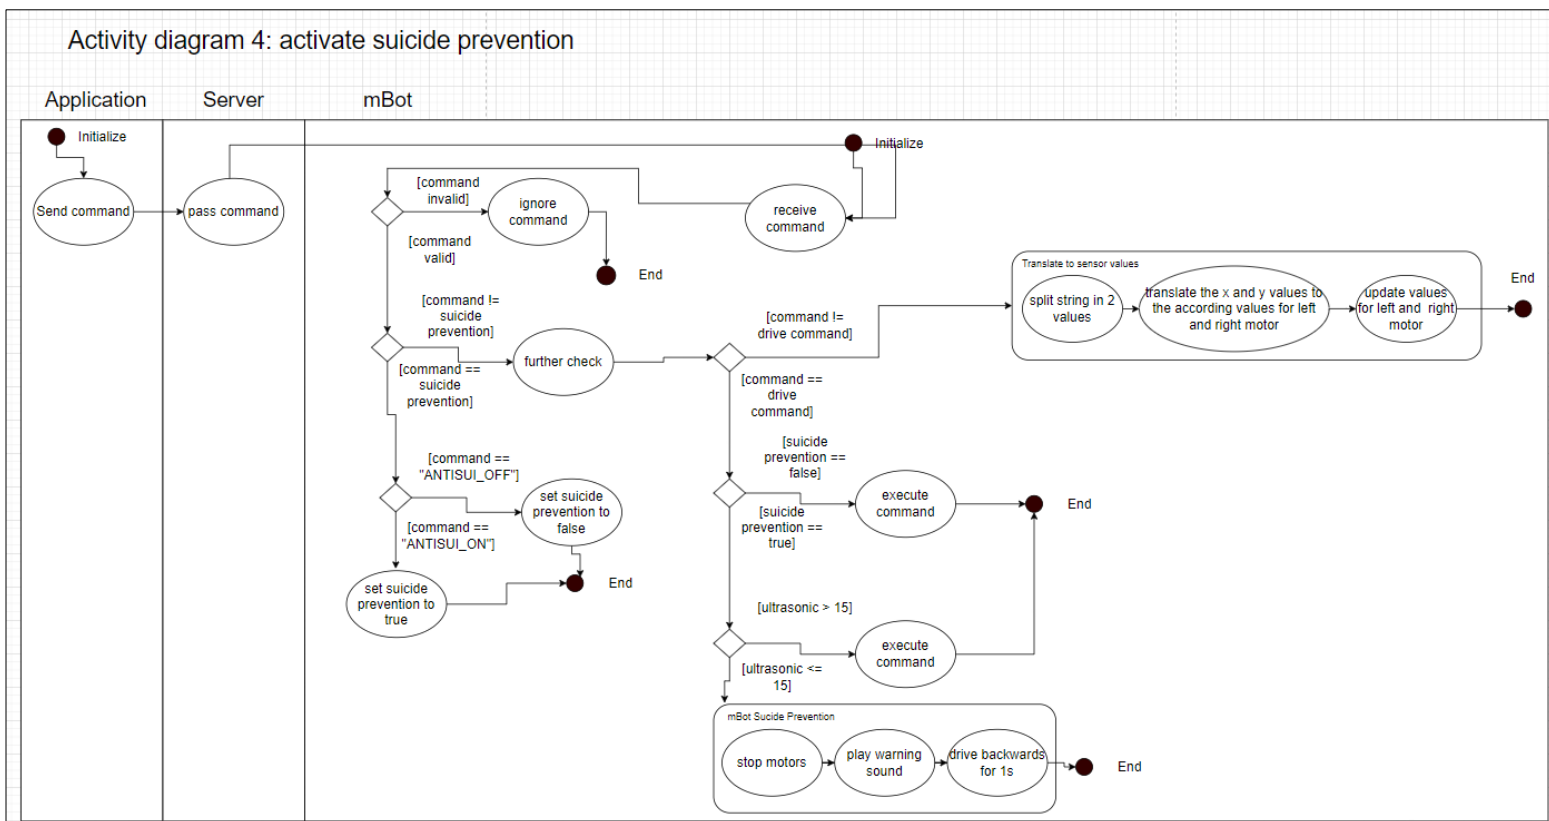 Activity diagram 4: activate suicide prevention
Application
Server
mBot
Initialize
Send command
pass command
Initialize
receive
command
[command
invalid]
ignore
command
End
[command
valid]
[command !=
suicide
prevention]
further check
[command ==
suicide
prevention]
[command ==
"ANTISUI_OFF"]
set suicide
prevention to
false
[command ==
"ANTISUI_ON"]
set suicide
prevention to
true
End
[command !=
drive command]
Translate to sensor values
split string in 2
values
translate the x and y values to
the according values for left
and right motor
update values
for left and right
motor
End
[command ==
drive
command]
[suicide
prevention ==
false]
execute
command
End
[suicide
prevention ==
true]
[ultrasonic > 15]
execute
command
[ultrasonic <=
15]
mBot Sucide Prevention
stop motors
play warning
sound
drive backwards
for 1s
End